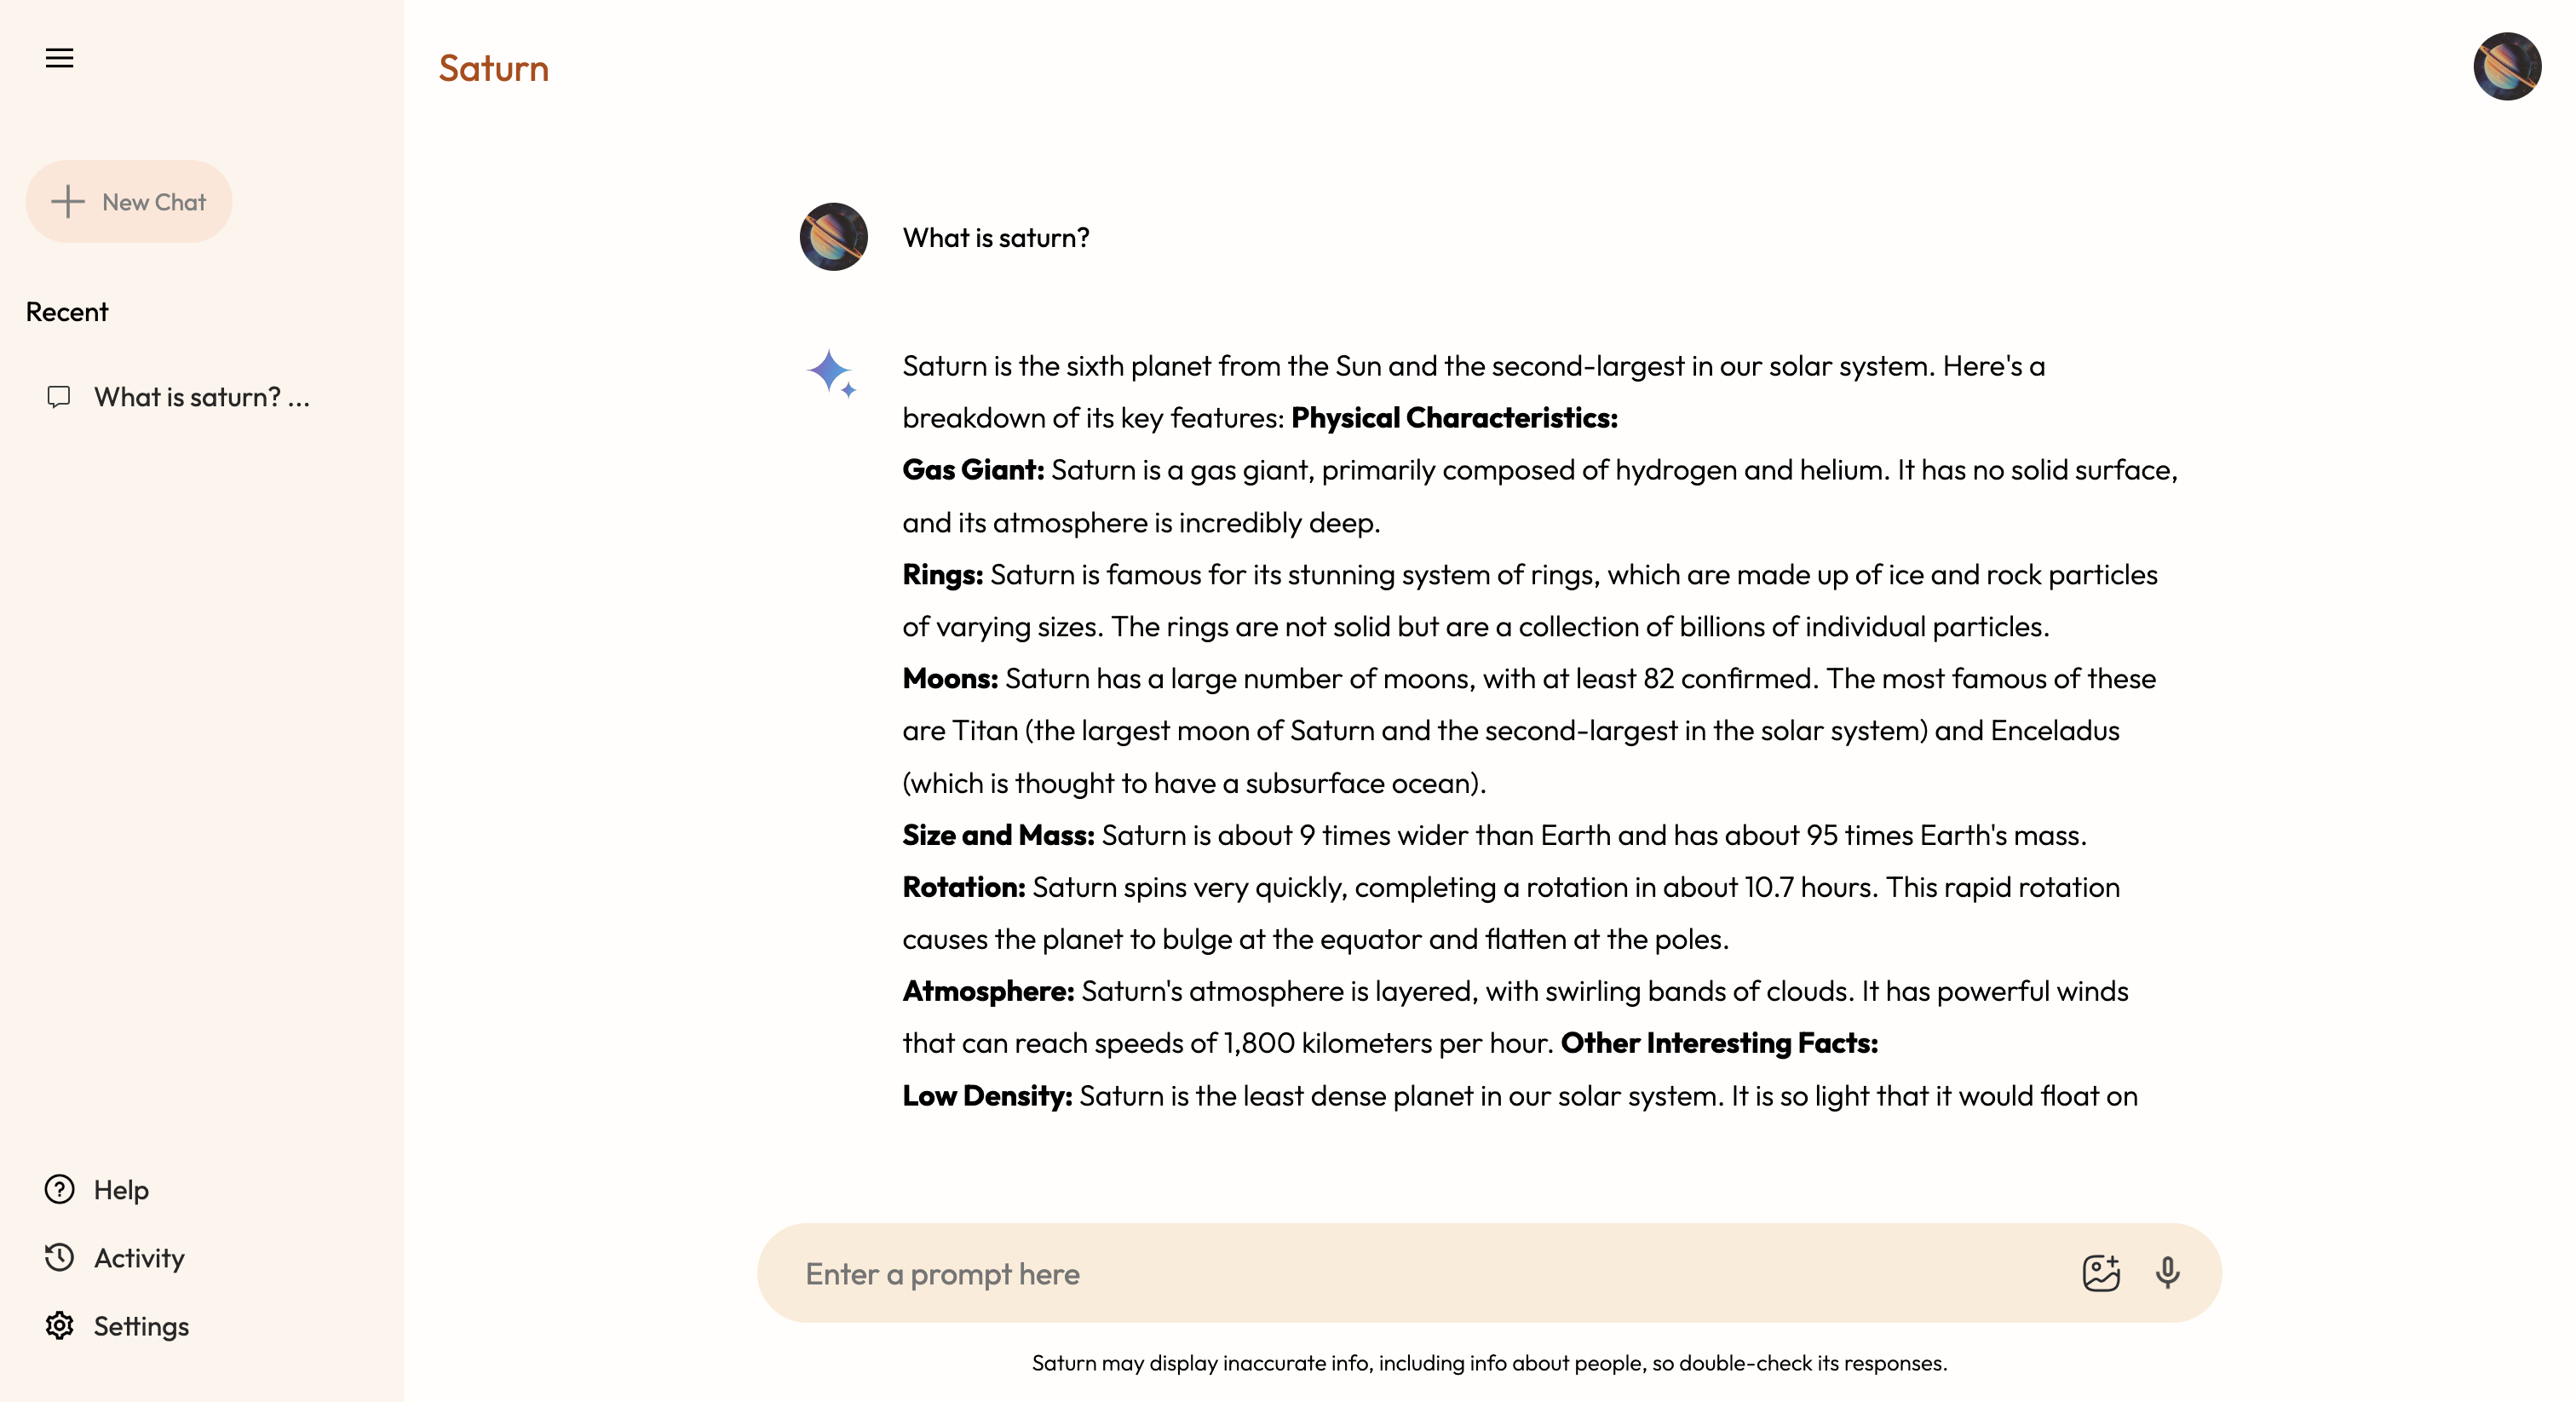 Saturn
New Chat
Recent
What is saturn? ...
Help
Activity
Settings
What is saturn?
Saturn is the sixth planet from the Sun and the second-largest in our solar system. Here's a
breakdown of its key features: Physical Characteristics:
Gas Giant: Saturn is a gas giant, primarily composed of hydrogen and helium. It has no solid surface,
and its atmosphere is incredibly deep.
Rings: Saturn is famous for its stunning system of rings, which are made up of ice and rock particles
of varying sizes. The rings are not solid but are a collection of billions of individual particles.
Moons: Saturn has a large number of moons, with at least 82 confirmed. The most famous of these
are Titan (the largest moon of Saturn and the second-largest in the solar system) and Enceladus
(which is thought to have a subsurface ocean).
Size and Mass: Saturn is about 9 times wider than Earth and has about 95 times Earth's mass.
Rotation: Saturn spins very quickly, completing a rotation in about 10.7 hours. This rapid rotation
causes the planet to bulge at the equator and flatten at the poles.
Atmosphere: Saturn's atmosphere is layered, with swirling bands of clouds. It has powerful winds
that can reach speeds of 1,800 kilometers per hour. Other Interesting Facts:
Low Density: Saturn is the least dense planet in our solar system. It is so light that it would float on
Enter a prompt here
Saturn may display inaccurate info, including info about people, so double-check its responses.